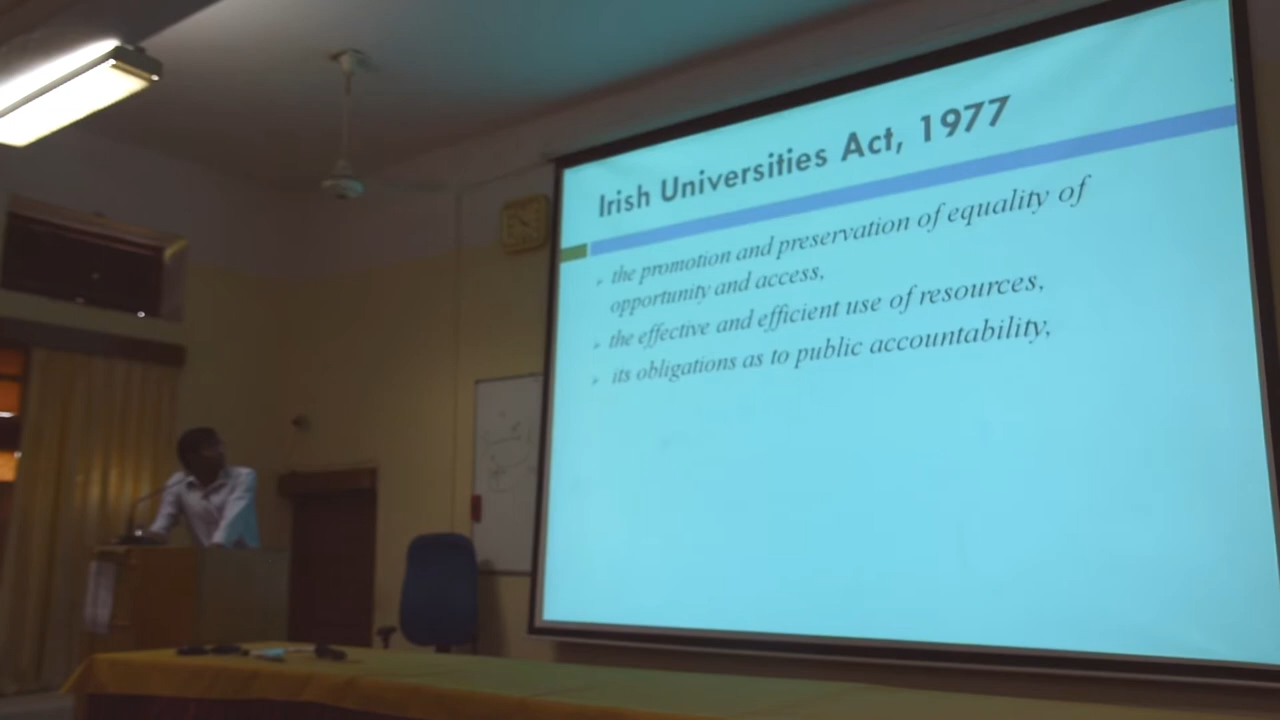 Irish Universities Act, 1977
the promotion and preservation of equality of
opportunity and access,
the effective and efficient use of resources,
its obligations as to public accountability,